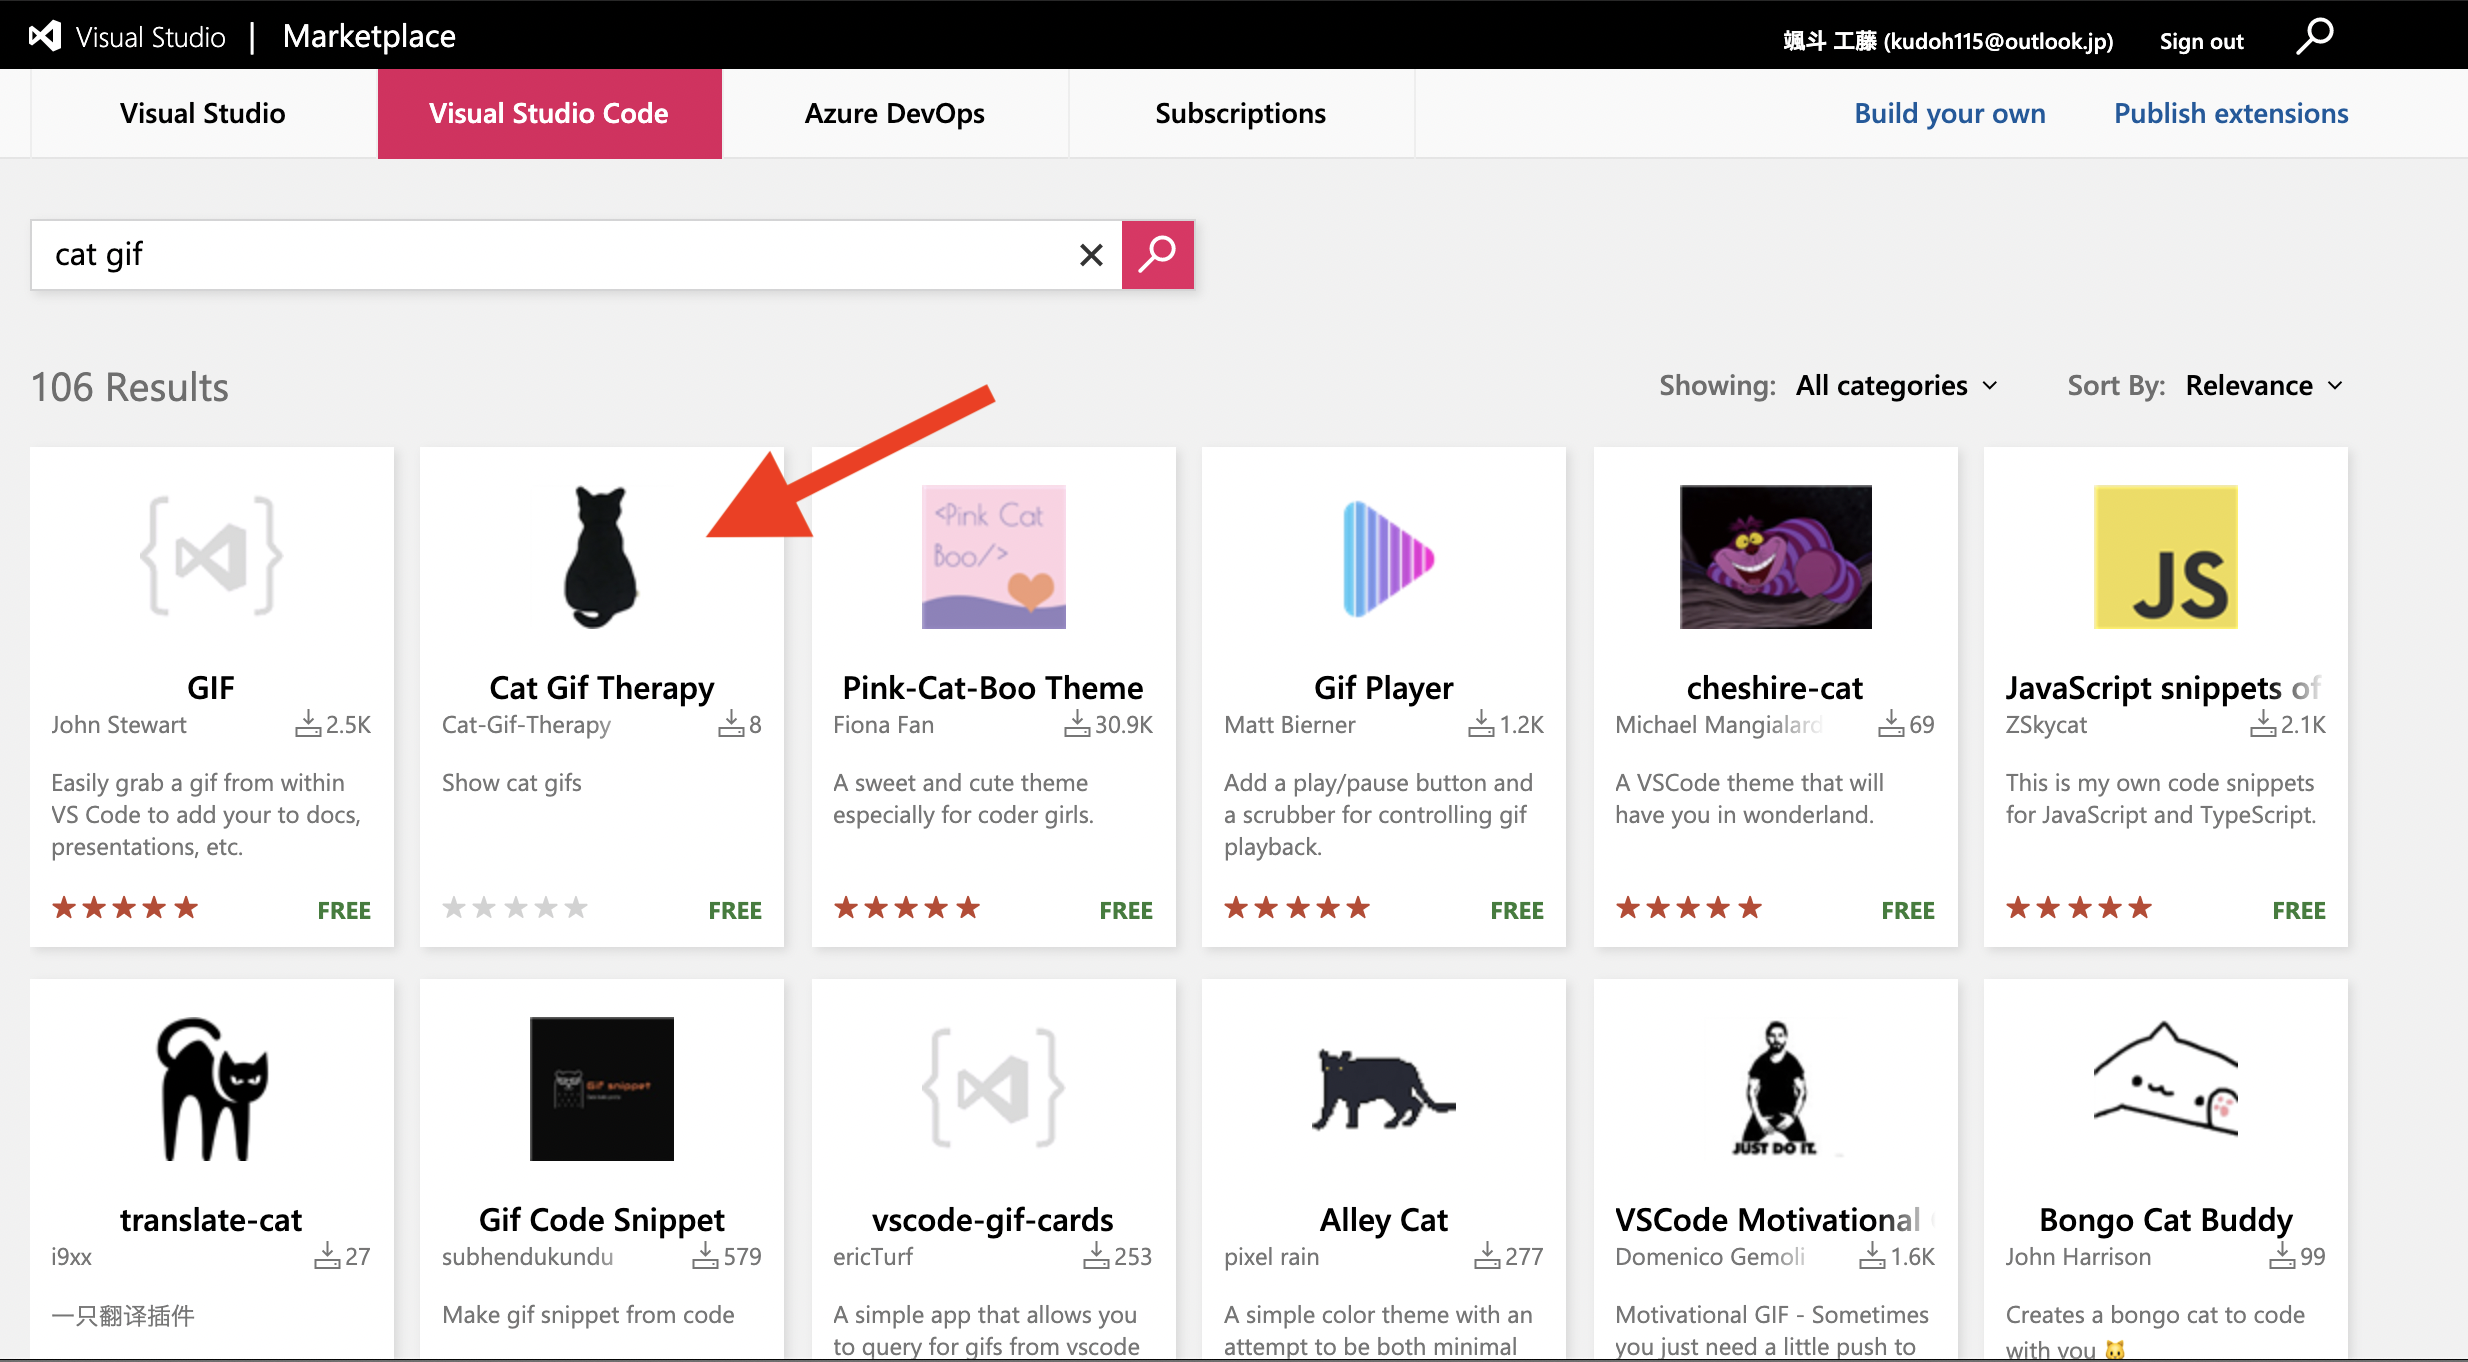 Visual Studio | Marketplace
颯斗 工藤 (kudoh115@outlook.jp) Sign out
Visual Studio Visual Studio Code Azure DevOps Subscriptions Build your own Publish extensions
cat gif
106 Results Showing: All categories Sort By: Relevance
<Pink Cat
Boo/>
JS
GIF
John Stewart 2.5K
Easily grab a gif from within
VS Code to add your to docs,
presentations, etc.
FREE
Cat Gif Therapy
Cat-Gif-Therapy 8
Show cat gifs
FREE
Pink-Cat-Boo Theme
Fiona Fan 30.9K
A sweet and cute theme
especially for coder girls.
FREE
Gif Player
Matt Bierner 1.2K
Add a play/pause button and
a scrubber for controlling gif
playback.
FREE
cheshire-cat
Michael Mangialard 69
A VSCode theme that will
have you in wonderland.
FREE
JavaScript snippets of
ZSkycat 2.1K
This is my own code snippets
for JavaScript and TypeScript.
FREE
translate-cat
i9xx 27
一只翻译插件
Gif snippet
Gif Code Snippet
subhendukundu 579
Make gif snippet from code
vscode-gif-cards
ericTurf 253
A simple app that allows you
to query for gifs from vscode
Alley Cat
pixel rain 277
A simple color theme with an
attempt to be both minimal
JUST DO IT.
VSCode Motivational
Domenico Gemoli 1.6K
Motivational GIF - Sometimes
you just need a little push to
Bongo Cat Buddy
John Harrison 99
Creates a bongo cat to code
with you 🐱